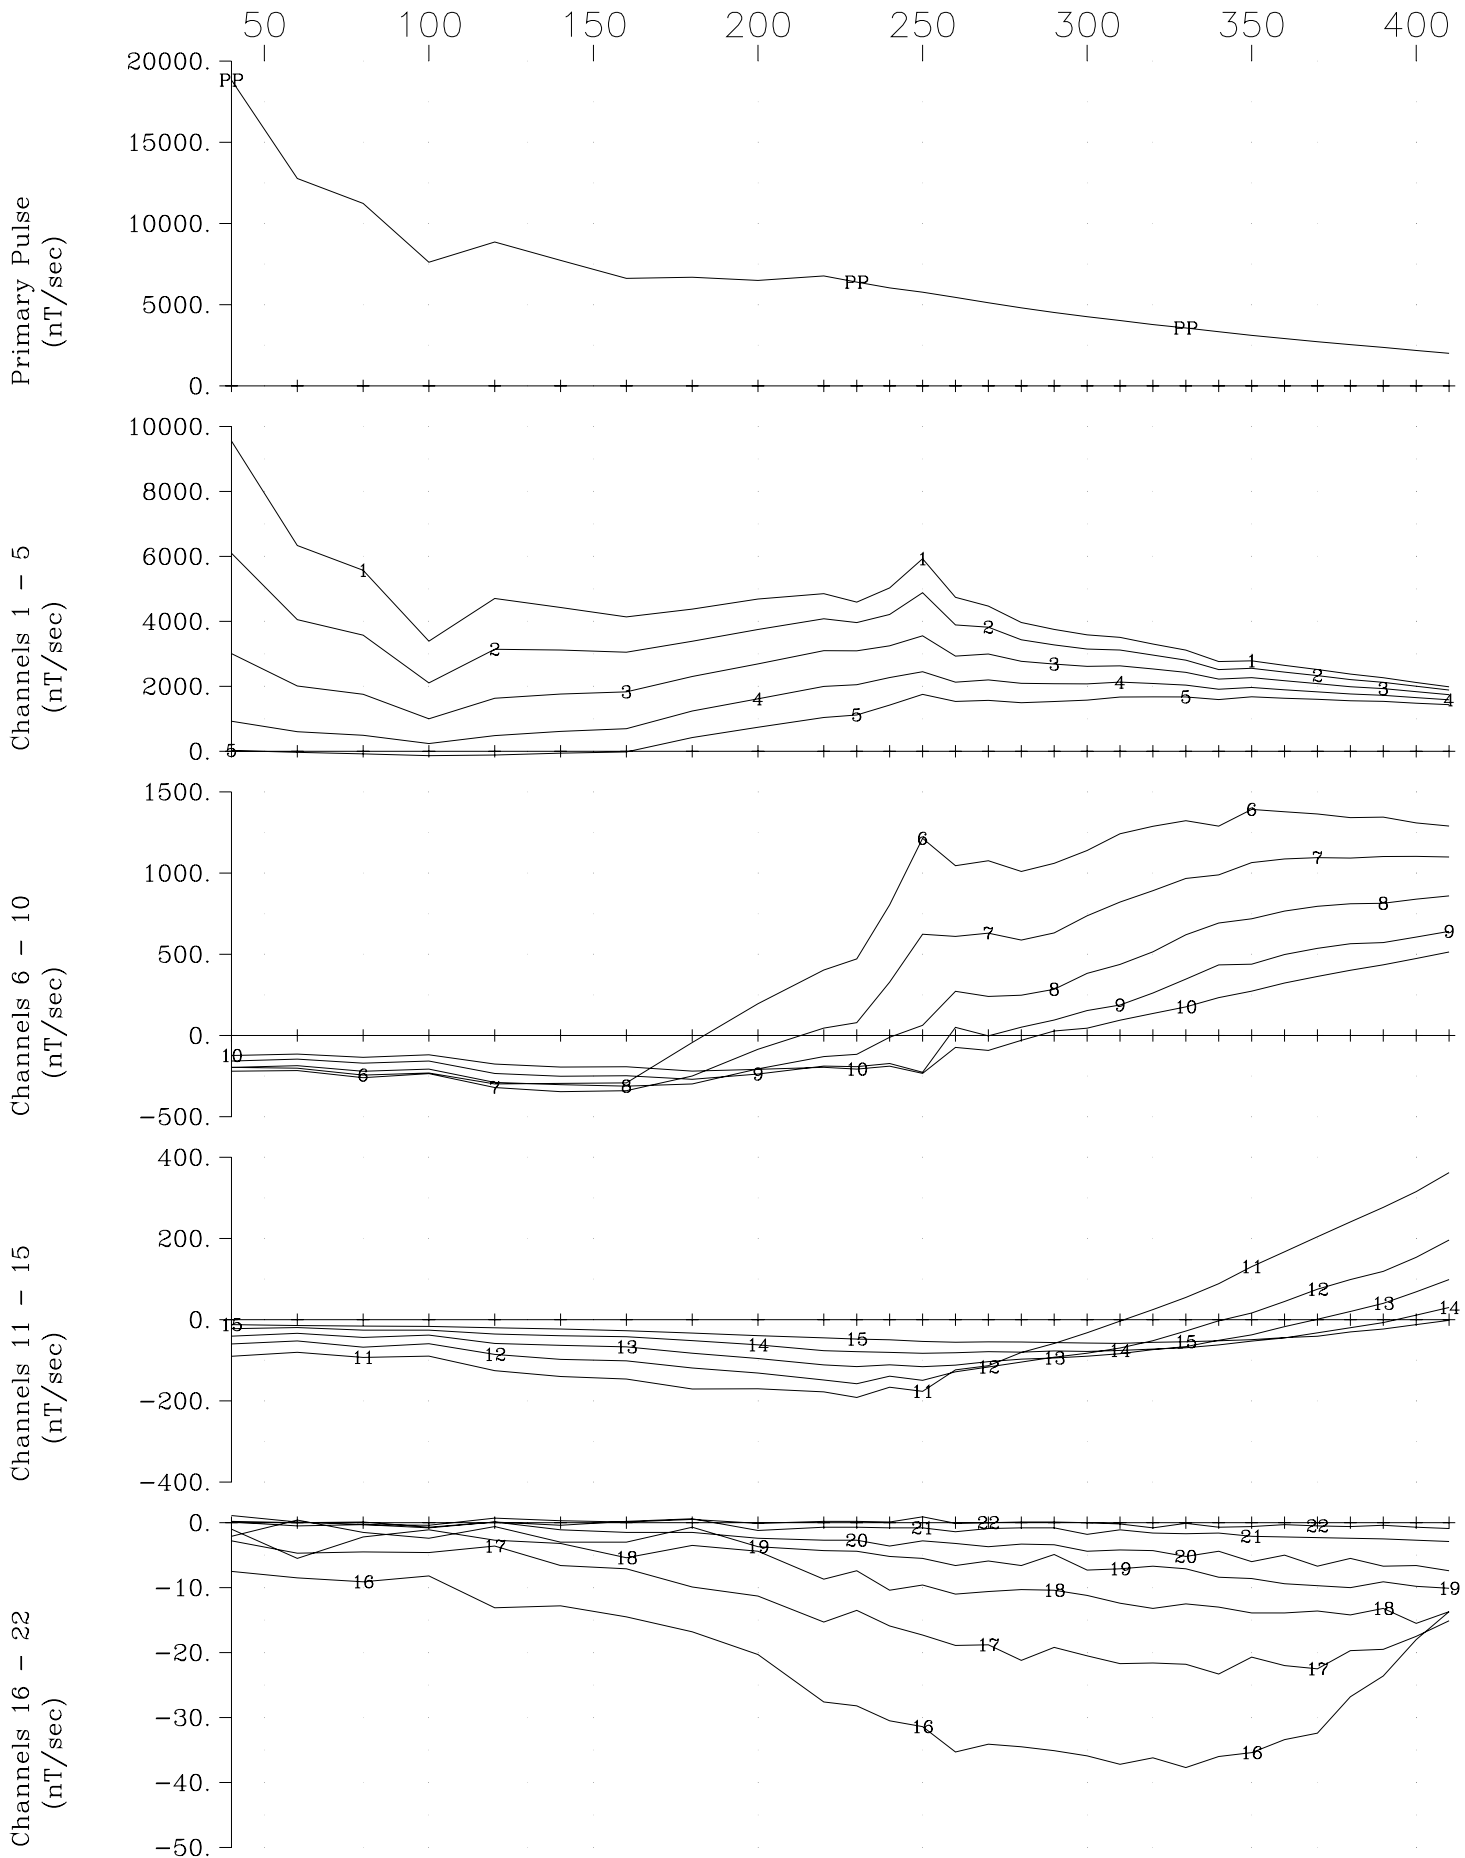 50 100 150 200 250 300 350 400
Primary Pulse
(nT/sec)
20000.
15000.
10000.
5000.
0.
PP PP PP
Channels 1 - 5
(nT/sec)
10000.
8000.
6000.
4000.
2000.
0.
1 1 1
2 2 2
3 3 3
4 4 4
5 5 5
Channels 6 - 10
(nT/sec)
1500.
1000.
500.
0.
-500.
6 6 6
7 7 7
8 8 8
9 9 9
10 10 10
Channels 11 - 15
(nT/sec)
400.
200.
0.
-200.
-400.
11 11 11
12 12 12
13 13 13
14 14 14
15 15 15
Channels 16 - 22
(nT/sec)
0.
-10.
-20.
-30.
-40.
-50.
16 16 16
17 17 17
18 18 18
19 19 19
20 20
21 21
22 22